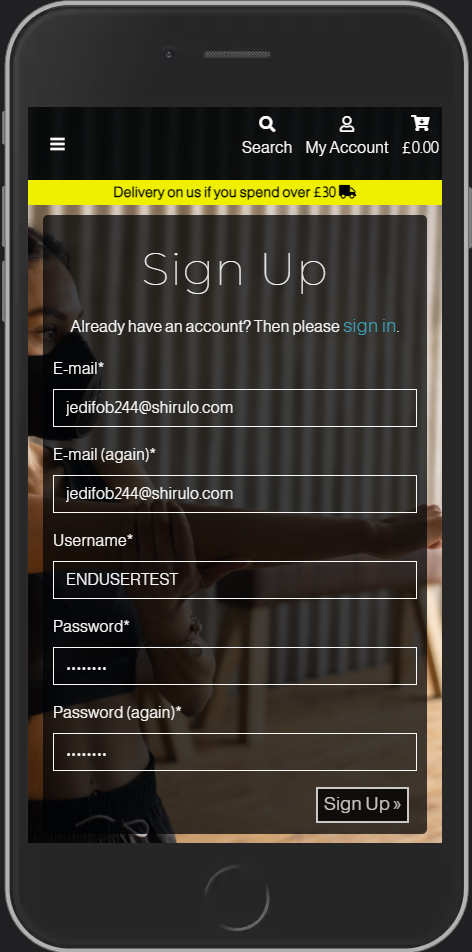 Search My Account £0.00
Delivery on us if you spend over £30
Sign Up
Already have an account? Then please sign in.
E-mail*
jedifob244@shirulo.com
E-mail (again)*
jedifob244@shirulo.com
Username*
ENDUSERTEST
Password*
••••••••
Password (again)*
••••••••
Sign Up »